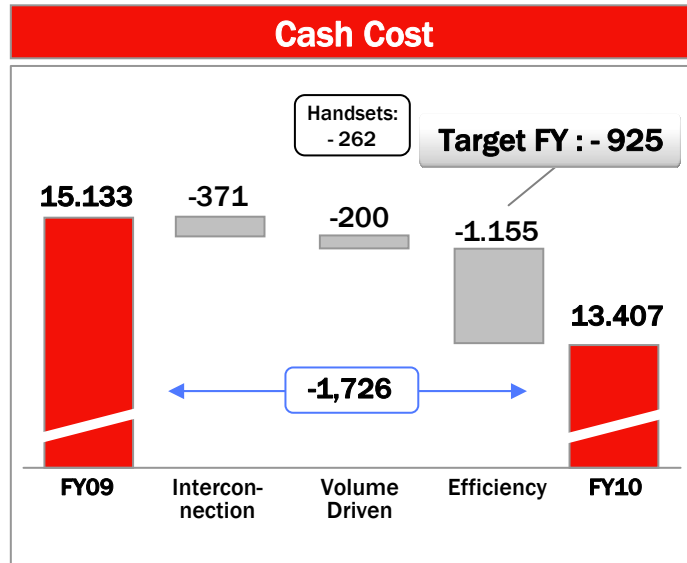 Cash Cost
Handsets:
- 262
Target FY : - 925
15.133
-371
-200
-1.155
13.407
-1,726
FY09
Intercon-
nection
Volume
Driven
Efficiency
FY10